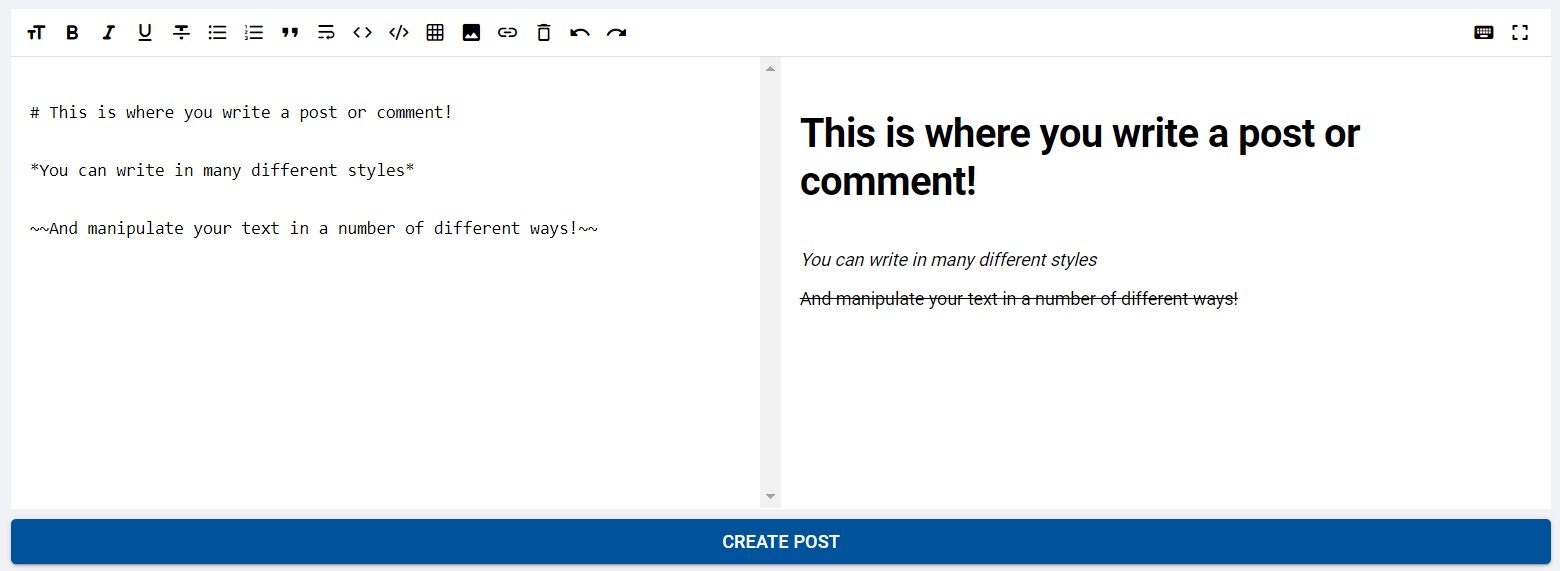 # This is where you write a post or comment!
*You can write in many different styles*
~~And manipulate your text in a number of different ways!~~
This is where you write a post or
comment!
You can write in many different styles
And manipulate your text in a number of different ways!
CREATE POST